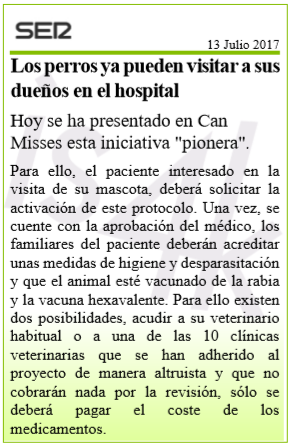 SER
13 Julio 2017
Los perros ya pueden visitar a sus
dueños en el hospital
Hoy se ha presentado en Can
Misses esta iniciativa "pionera".
Para ello, el paciente interesado en la
visita de su mascota, deberá solicitar la
activación de este protocolo. Una vez, se
cuente con la aprobación del médico, los
familiares del paciente deberán acreditar
unas medidas de higiene y desparastación
y que el animal esté vacunado de la rabia
y la vacuna hexavalente. Para ello existen
dos posibilidades, acudir a su veterinario
habitual o a una de las 10 clínicas
veterinarias que se han adherido al
proyecto de manera altruista y que no
cobrarán nada por la revisión, sólo se
deberá pagar el coste de los
medicamentos.